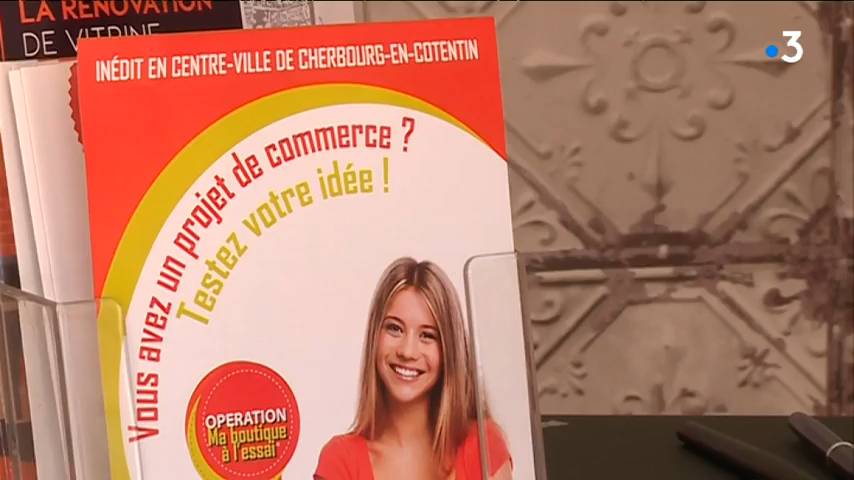 LA RÉNOVATION
DE VITRINE
INÉDIT EN CENTRE-VILLE DE CHERBOURG-EN-COTENTIN
Vous avez un projet de commerce ?
Testez votre idée !
OPERATION
Ma boutique
à l'essai
3